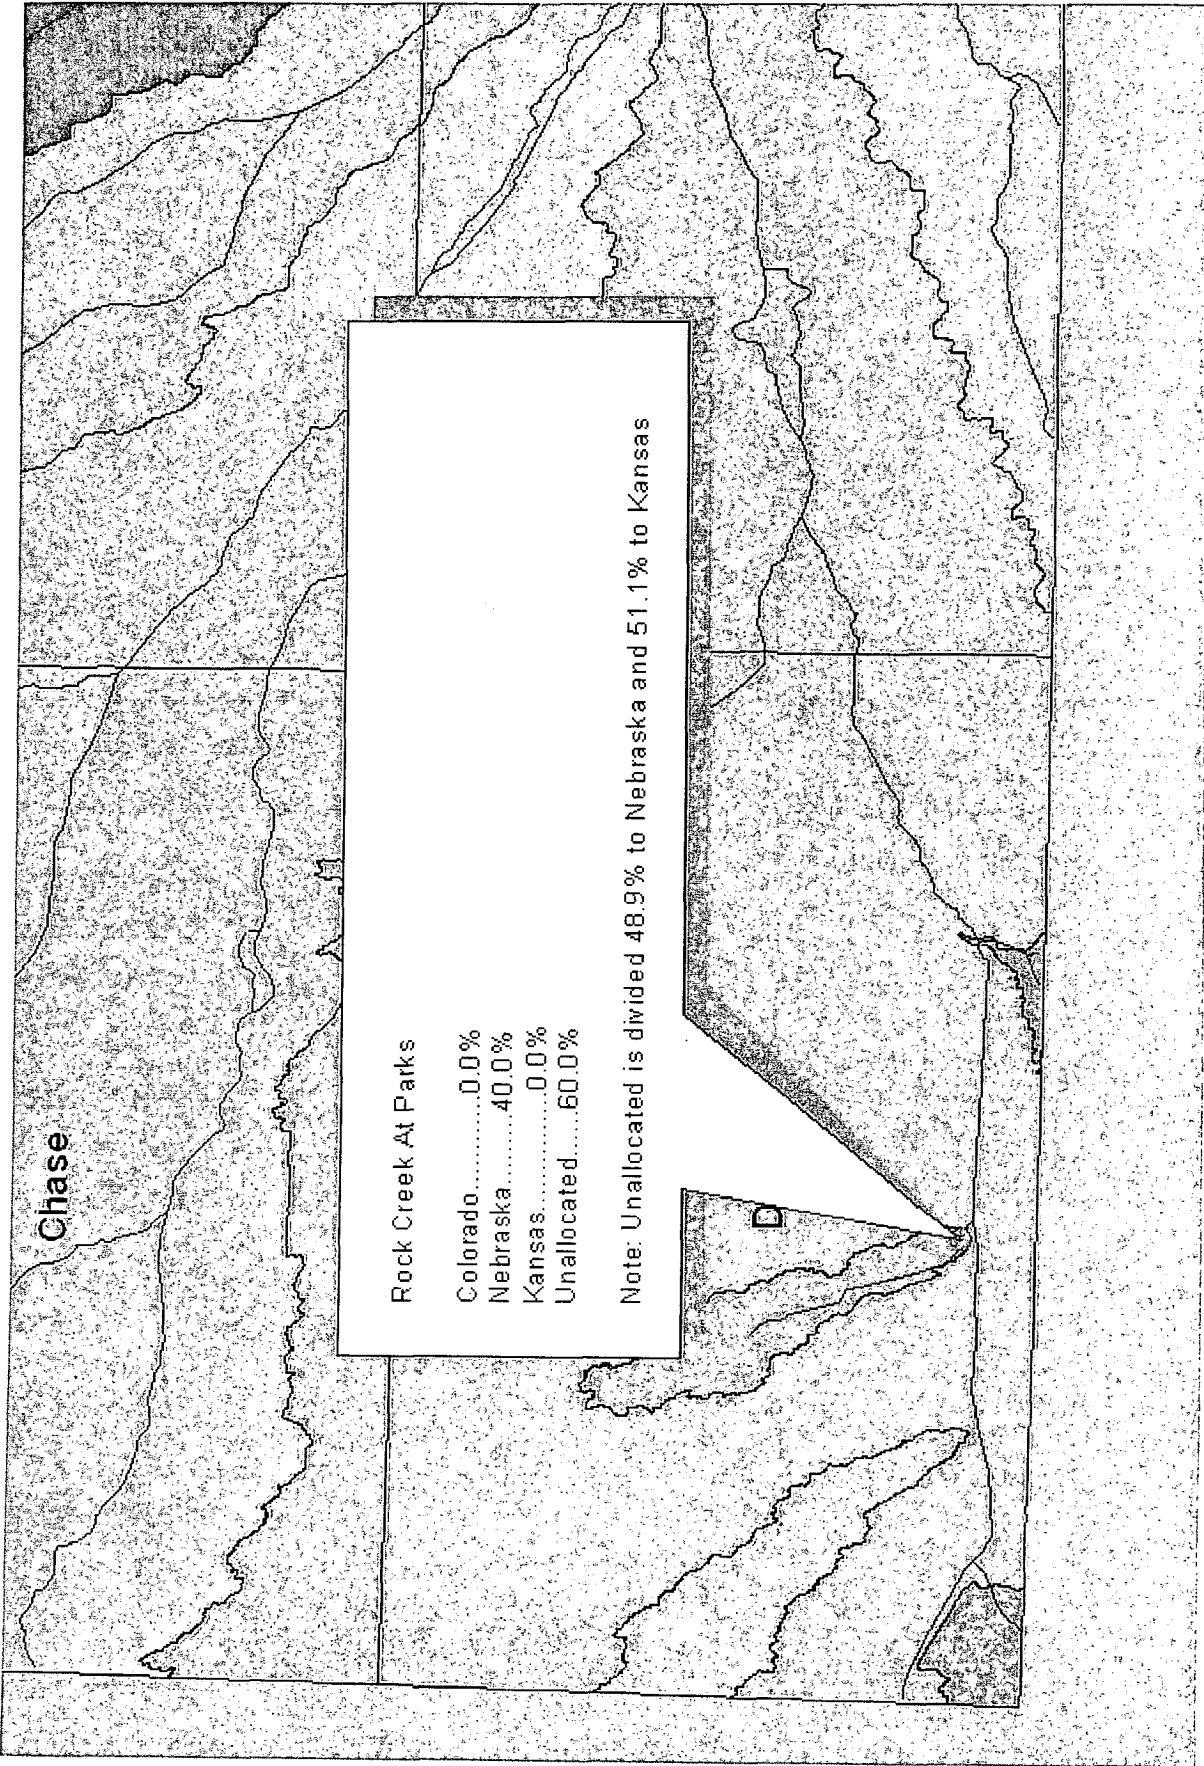 Chase
Rock Creek At Parks
Colorado............0.0%
Nebraska.........40.0%
Kansas...............0.0%
Unallocated.....60.0%
Note: Unallocated is divided 48.9% to Nebraska and 51.1% to Kansas
D